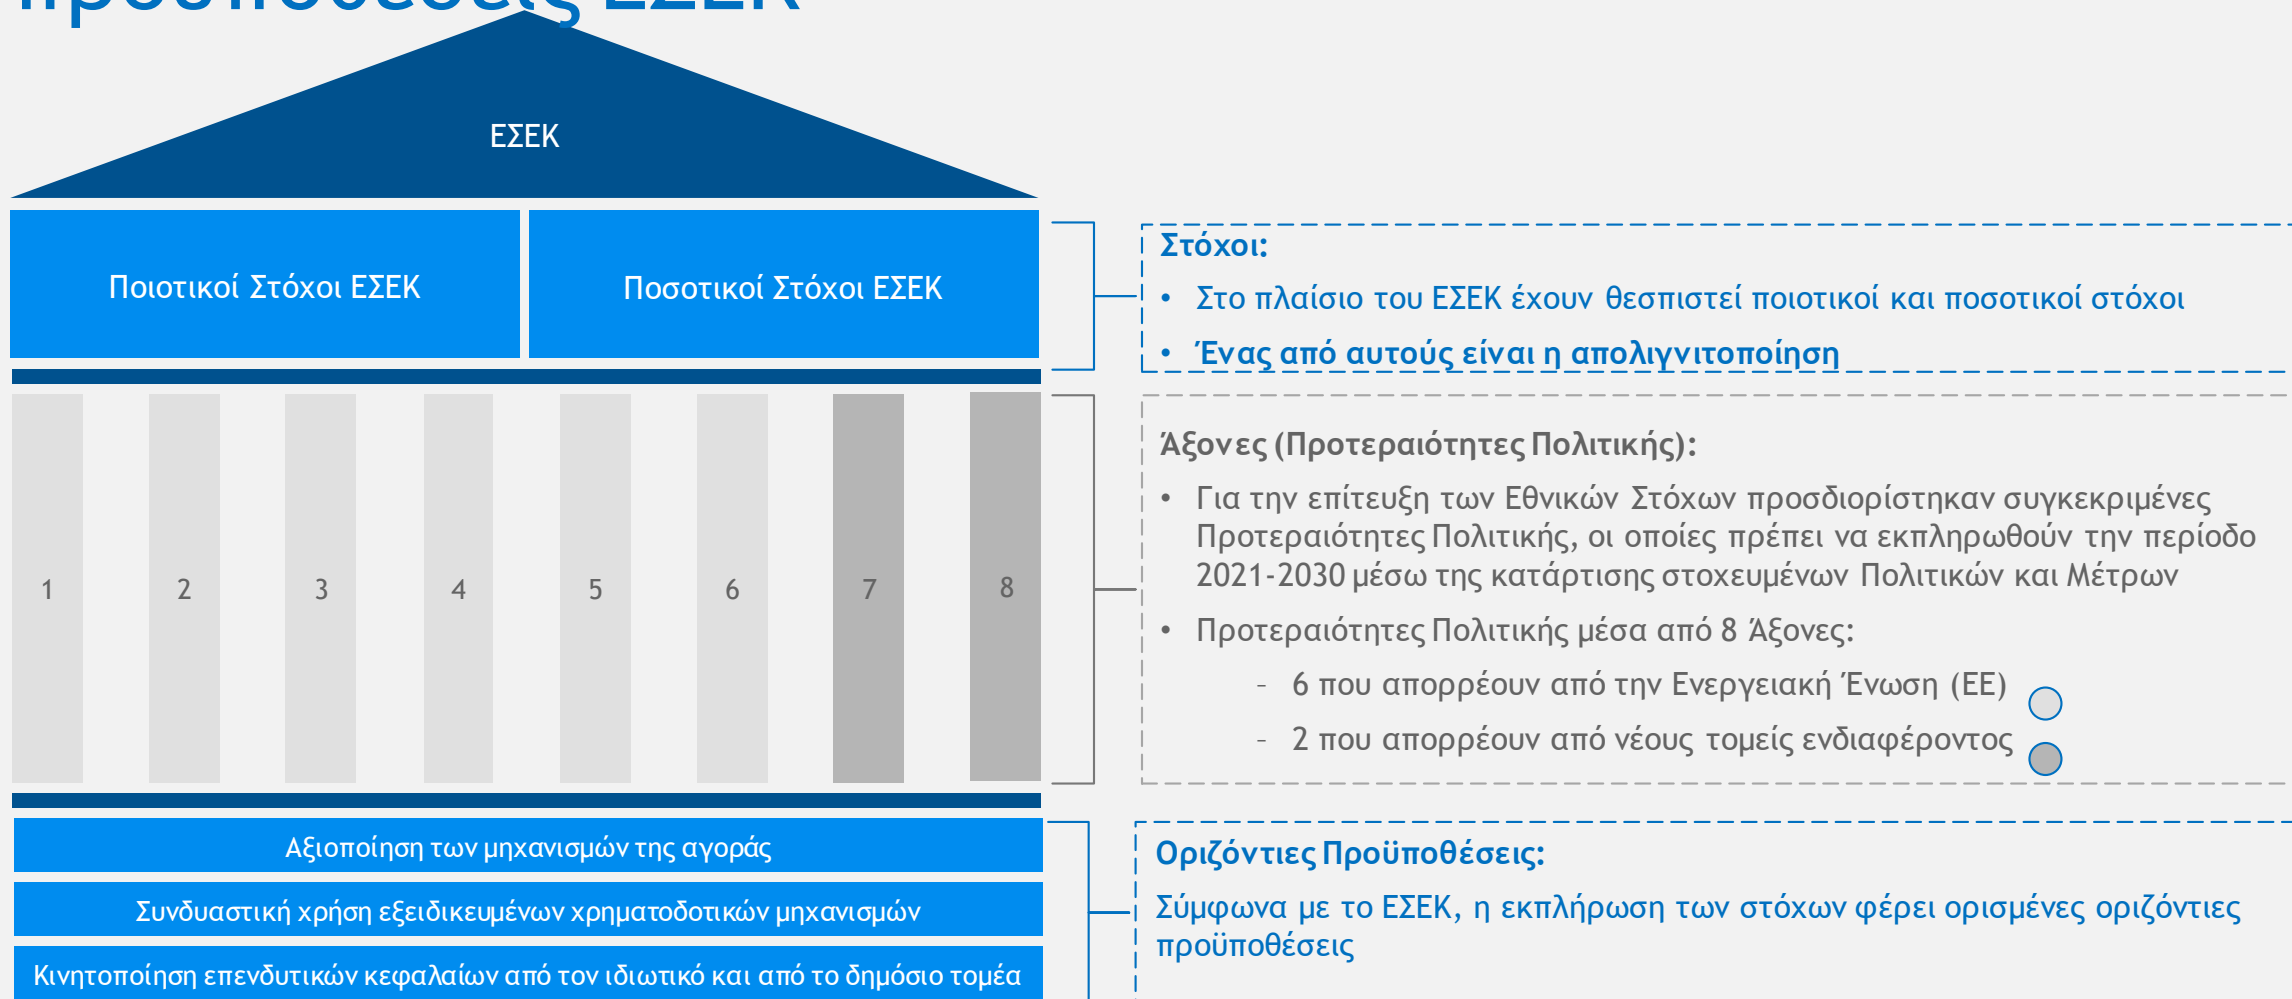 προϋποθέσεις ΕΣΕΚ
ΕΣΕΚ
Ποιοτικοί Στόχοι ΕΣΕΚ
Ποσοτικοί Στόχοι ΕΣΕΚ
Στόχοι:
• Στο πλαίσιο του ΕΣΕΚ έχουν θεσπιστεί ποιοτικοί και ποσοτικοί στόχοι
• Ένας από αυτούς είναι η απολιγνιτοποίηση
1 2 3 4 5 6 7 8
Άξονες (Προτεραιότητες Πολιτικής):
• Για την επίτευξη των Εθνικών Στόχων προσδιορίστηκαν συγκεκριμένες
Προτεραιότητες Πολιτικής, οι οποίες πρέπει να εκπληρωθούν την περίοδο
2021-2030 μέσω της κατάρτισης στοχευμένων Πολιτικών και Μέτρων
• Προτεραιότητες Πολιτικής μέσα από 8 Άξονες:
- 6 που απορρέουν από την Ενεργειακή Ένωση (ΕΕ)
- 2 που απορρέουν από νέους τομείς ενδιαφέροντος
Αξιοποίηση των μηχανισμών της αγοράς
Συνδυαστική χρήση εξειδικευμένων χρηματοδοτικών μηχανισμών
Κινητοποίηση επενδυτικών κεφαλαίων από τον ιδιωτικό και από το δημόσιο τομέα
Οριζόντιες Προϋποθέσεις:
Σύμφωνα με το ΕΣΕΚ, η εκπλήρωση των στόχων φέρει ορισμένες οριζόντιες
προϋποθέσεις